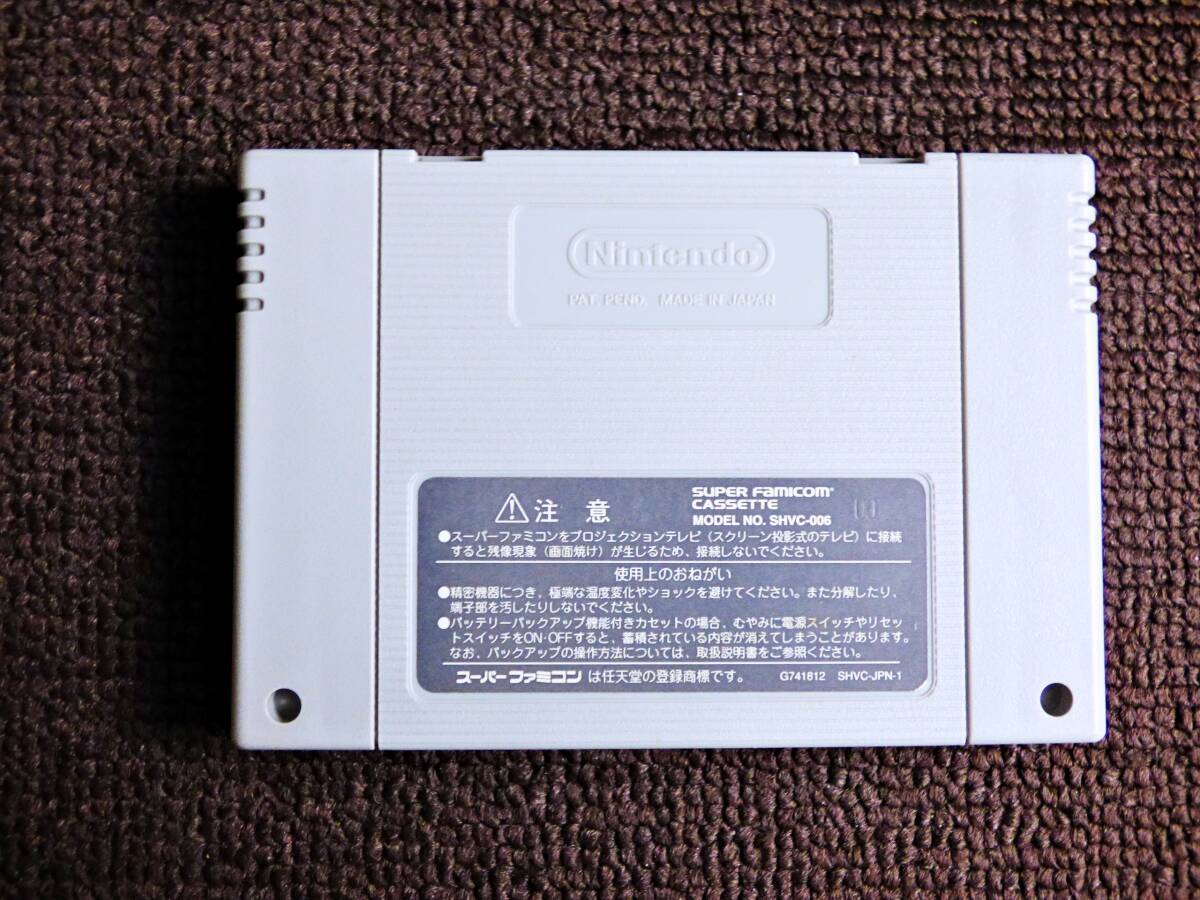 Nintendo
PAT. PEND. MADE IN JAPAN
⚠注 意
SUPER FAMICOM®
CASSETTE
MODEL NO. SHVC-006
●スーパーファミコンをプロジェクションテレビ（スクリーン投影式のテレビ）に接続
すると残像現象（画面焼け）が生じるため、接続しないでください。
使用上のおねがい
●精密機器につき、極端な温度変化やショックを避けてください。また分解したり、
端子部を汚したりしないでください。
●バッテリーバックアップ機能付きカセットの場合、むやみに電源スイッチやリセッ
トスイッチをON・OFFすると、蓄積されている内容が消えてしまうことがあります。
なお、バックアップの操作方法については、取扱説明書をご参照ください。
スーパーファミコンは任天堂の登録商標です。 G741812 SHVC-JPN-1